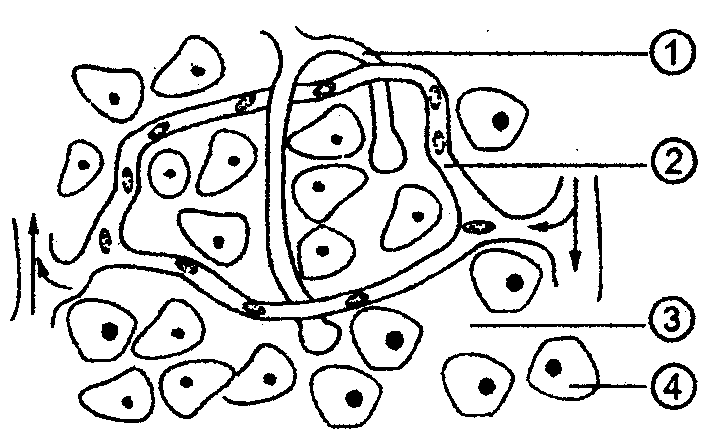 ①
②
③
④